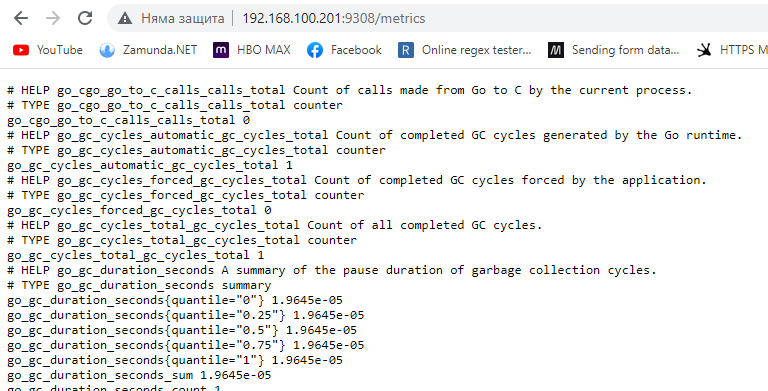 Няма защита | 192.168.100.201:9308/metrics
YouTube Zamunda.NET HBO MAX Facebook Online regex tester... Sending form data... HTTPS M
# HELP go_cgo_go_to_c_calls_calls_total Count of calls made from Go to C by the current process.
# TYPE go_cgo_go_to_c_calls_calls_total counter
go_cgo_go_to_c_calls_calls_total 0
# HELP go_gc_cycles_automatic_gc_cycles_total Count of completed GC cycles generated by the Go runtime.
# TYPE go_gc_cycles_automatic_gc_cycles_total counter
go_gc_cycles_automatic_gc_cycles_total 1
# HELP go_gc_cycles_forced_gc_cycles_total Count of completed GC cycles forced by the application.
# TYPE go_gc_cycles_forced_gc_cycles_total counter
go_gc_cycles_forced_gc_cycles_total 0
# HELP go_gc_cycles_total_gc_cycles_total Count of all completed GC cycles.
# TYPE go_gc_cycles_total_gc_cycles_total counter
go_gc_cycles_total_gc_cycles_total 1
# HELP go_gc_duration_seconds A summary of the pause duration of garbage collection cycles.
# TYPE go_gc_duration_seconds summary
go_gc_duration_seconds{quantile="0"} 1.9645e-05
go_gc_duration_seconds{quantile="0.25"} 1.9645e-05
go_gc_duration_seconds{quantile="0.5"} 1.9645e-05
go_gc_duration_seconds{quantile="0.75"} 1.9645e-05
go_gc_duration_seconds{quantile="1"} 1.9645e-05
go_gc_duration_seconds_sum 1.9645e-05
go_gc_duration_seconds_count 1